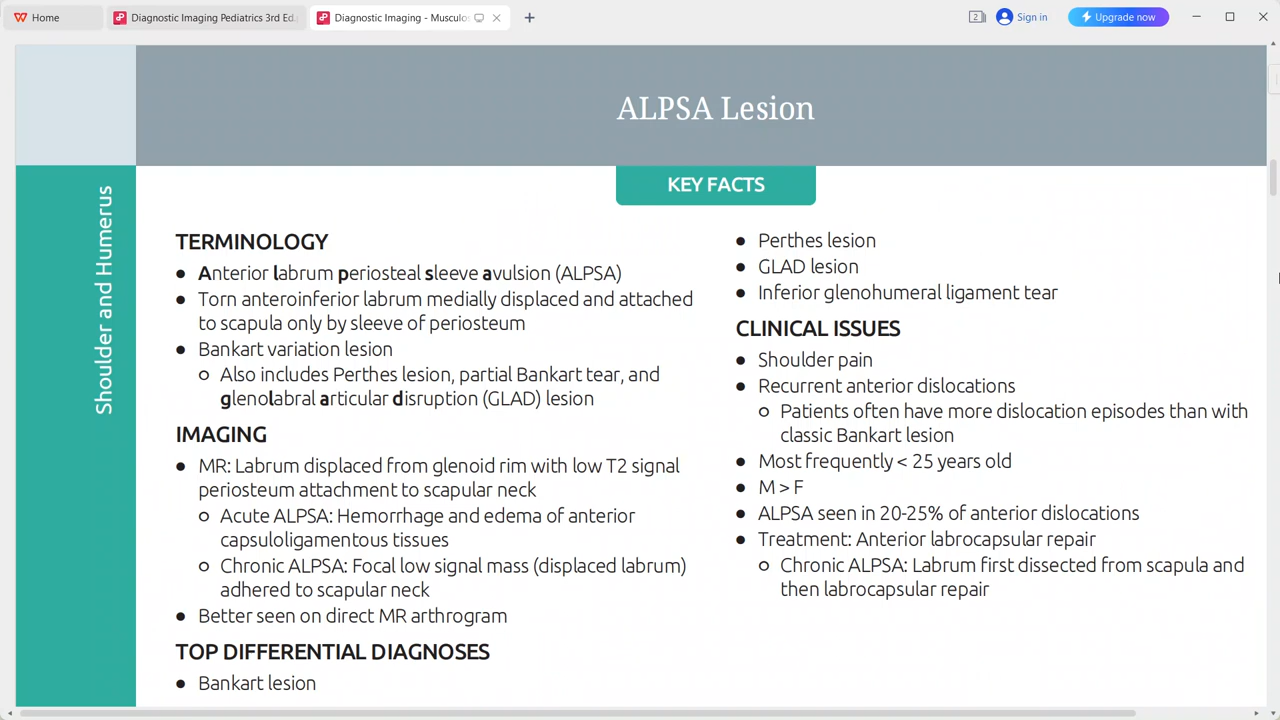 Home
Diagnostic Imaging Pediatrics 3rd Ed.
Diagnostic Imaging - Musculos
2
Sign in
Upgrade now
ALPSA Lesion
KEY FACTS
Shoulder and Humerus
TERMINOLOGY
● Anterior labrum periosteal sleeve avulsion (ALPSA)
● Torn anteroinferior labrum medially displaced and attached
to scapula only by sleeve of periosteum
● Bankart variation lesion
○ Also includes Perthes lesion, partial Bankart tear, and
glenolabral articular disruption (GLAD) lesion
IMAGING
● MR: Labrum displaced from glenoid rim with low T2 signal
periosteum attachment to scapular neck
○ Acute ALPSA: Hemorrhage and edema of anterior
capsuloligamentous tissues
○ Chronic ALPSA: Focal low signal mass (displaced labrum)
adhered to scapular neck
● Better seen on direct MR arthrogram
TOP DIFFERENTIAL DIAGNOSES
● Bankart lesion
● Perthes lesion
● GLAD lesion
● Inferior glenohumeral ligament tear
CLINICAL ISSUES
● Shoulder pain
● Recurrent anterior dislocations
○ Patients often have more dislocation episodes than with
classic Bankart lesion
● Most frequently < 25 years old
● M > F
● ALPSA seen in 20-25% of anterior dislocations
● Treatment: Anterior labrocapsular repair
○ Chronic ALPSA: Labrum first dissected from scapula and
then labrocapsular repair